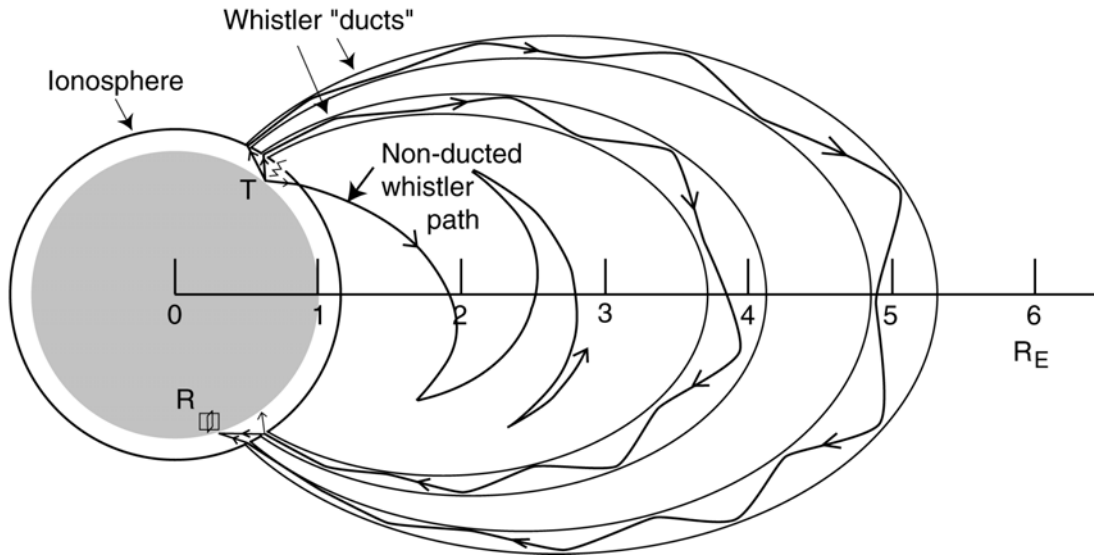 Whistler "ducts"
Ionosphere
Non-ducted
whistler
path
T
0 1 2 3 4 5 6
R_E
R